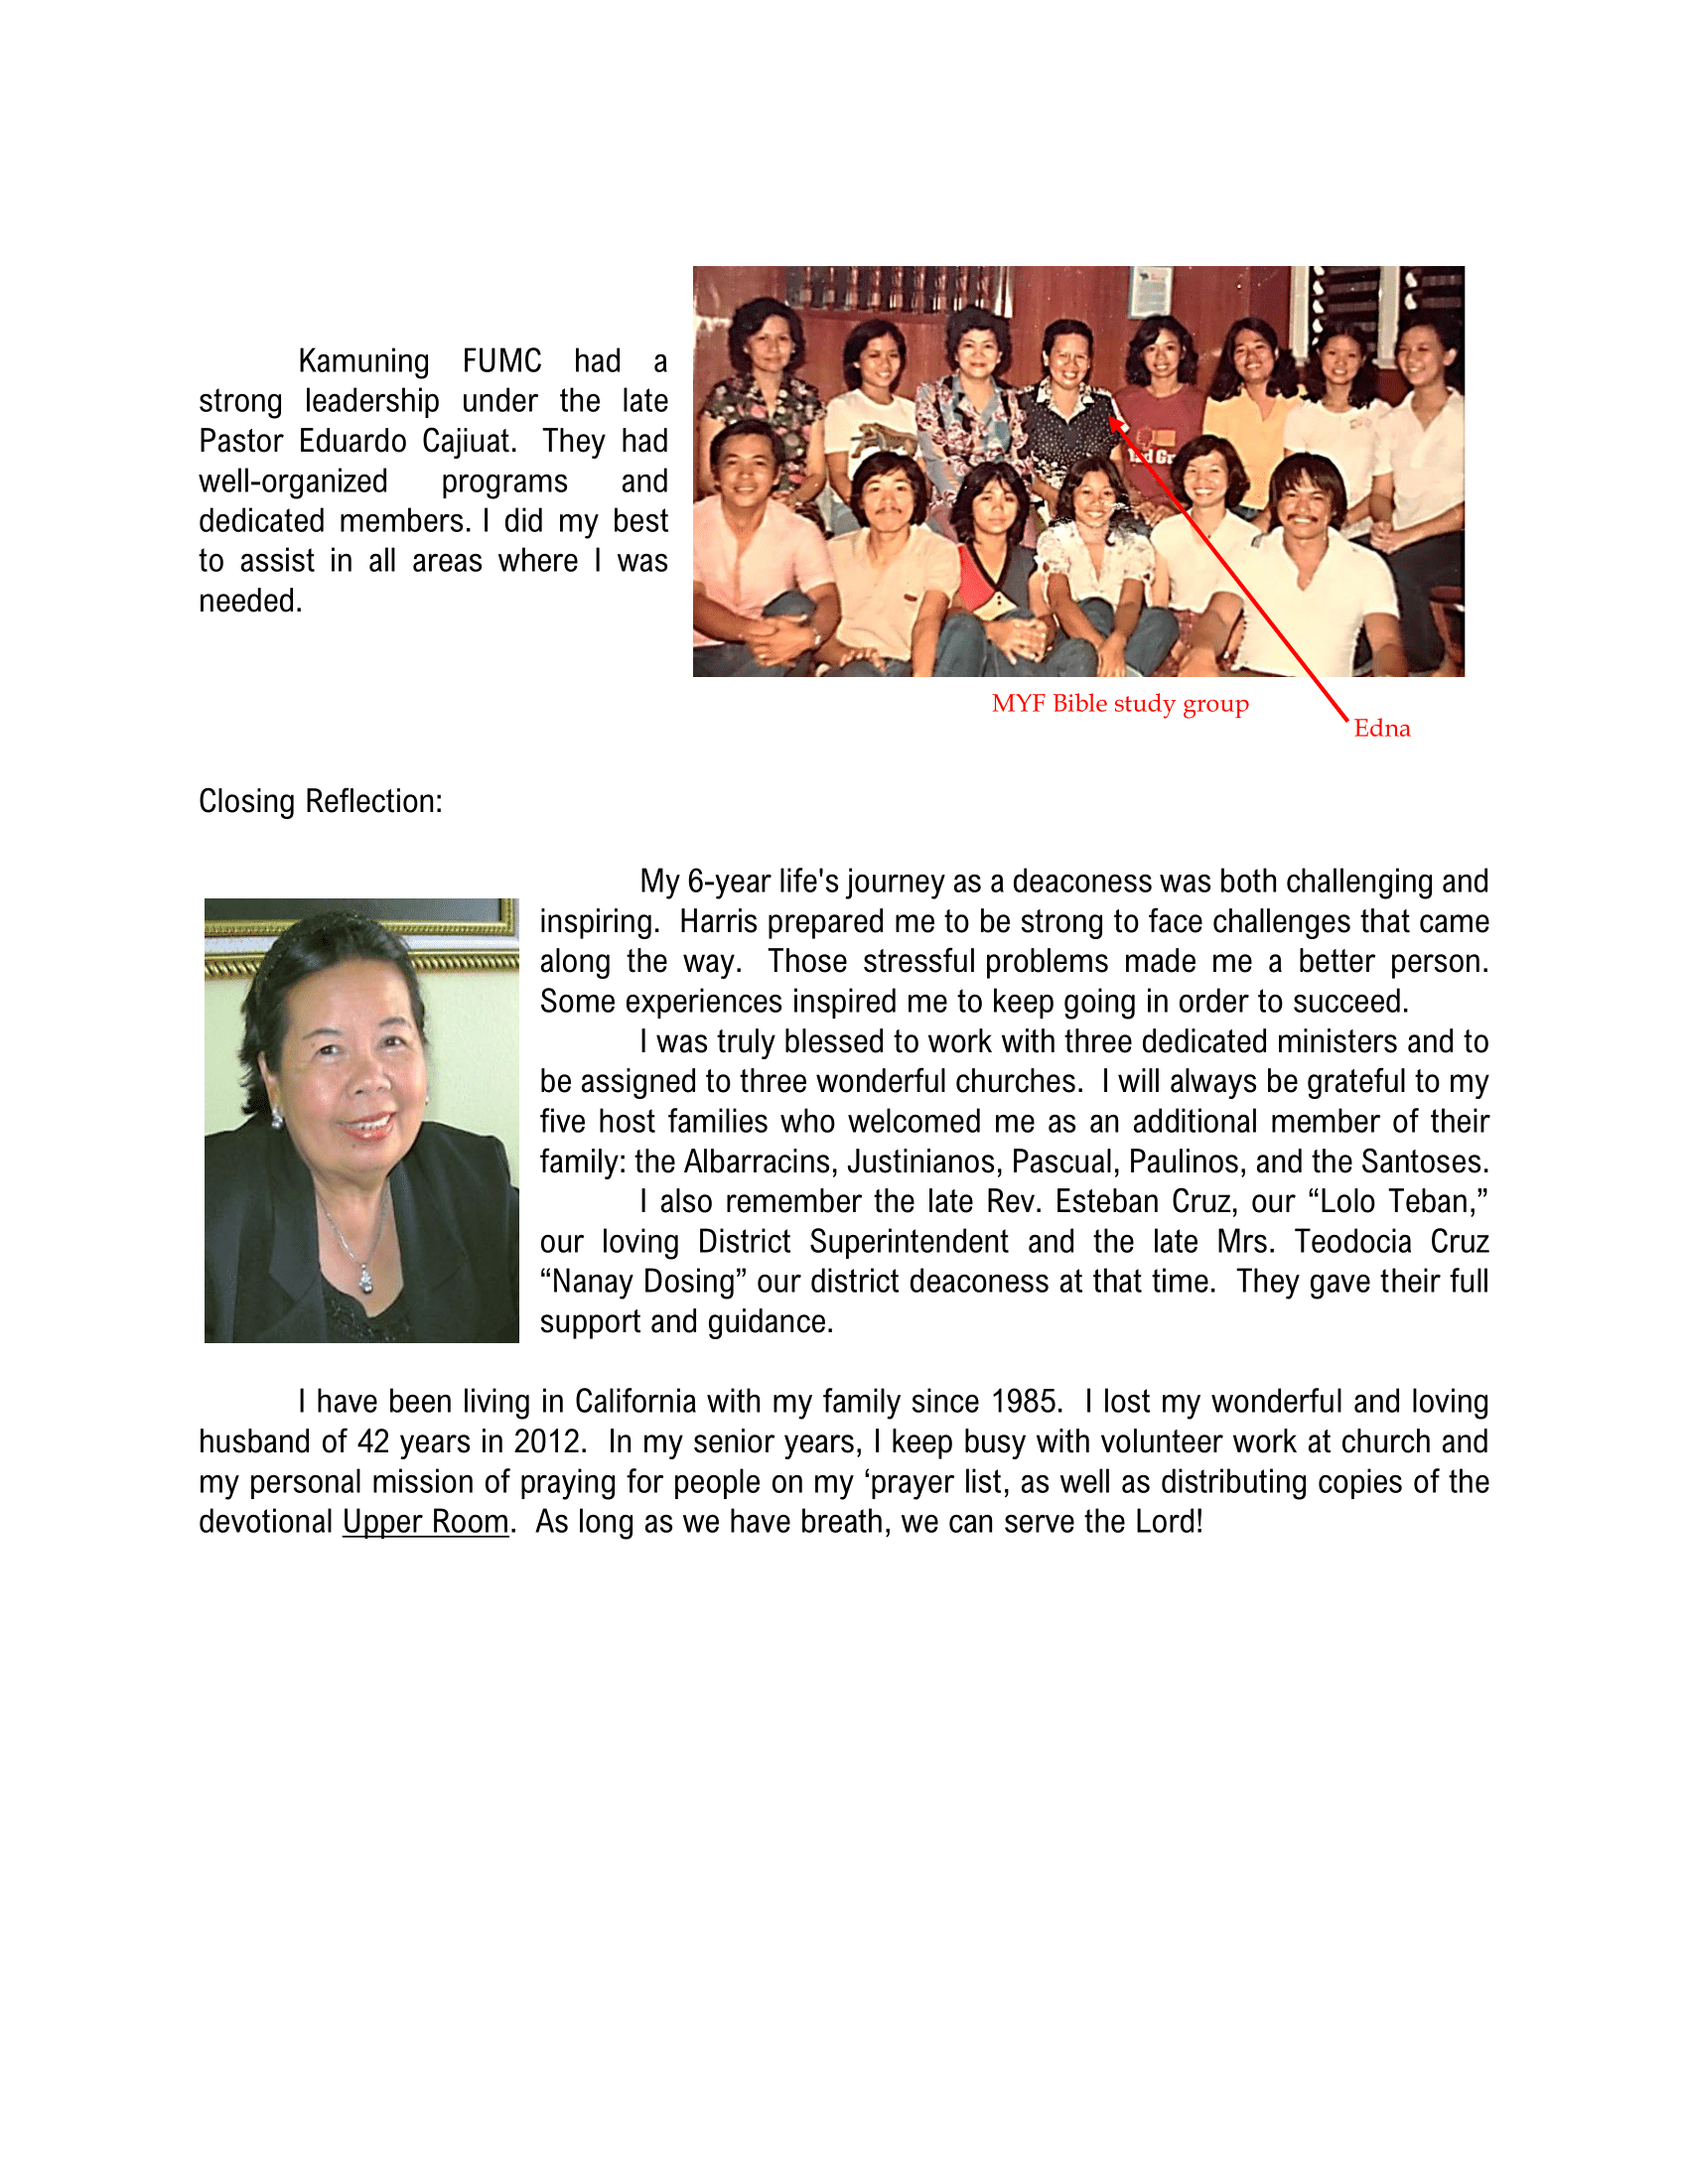 Kamuning FUMC had a
strong leadership under the late
Pastor Eduardo Cajiuat. They had
well-organized programs and
dedicated members. I did my best
to assist in all areas where I was
needed.
MYF Bible study group
Edna
Closing Reflection:
My 6-year life's journey as a deaconess was both challenging and
inspiring. Harris prepared me to be strong to face challenges that came
along the way. Those stressful problems made me a better person.
Some experiences inspired me to keep going in order to succeed.
I was truly blessed to work with three dedicated ministers and to
be assigned to three wonderful churches. I will always be grateful to my
five host families who welcomed me as an additional member of their
family: the Albarracins, Justinianos, Pascual, Paulinos, and the Santoses.
I also remember the late Rev. Esteban Cruz, our “Lolo Teban,”
our loving District Superintendent and the late Mrs. Teodocia Cruz
“Nanay Dosing” our district deaconess at that time. They gave their full
support and guidance.
I have been living in California with my family since 1985. I lost my wonderful and loving
husband of 42 years in 2012. In my senior years, I keep busy with volunteer work at church and
my personal mission of praying for people on my ‘prayer list, as well as distributing copies of the
devotional Upper Room. As long as we have breath, we can serve the Lord!